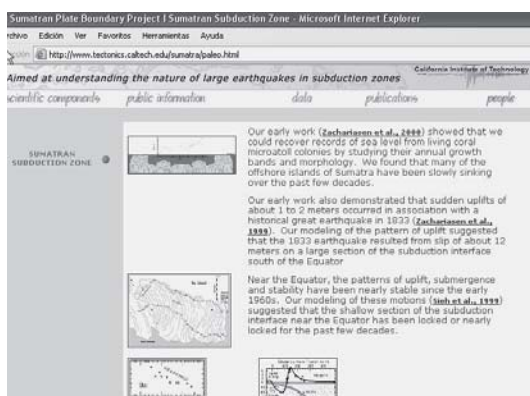 Sumatran Plate Boundary Project | Sumatran Subduction Zone - Microsoft Internet Explorer
Edición Ver Favoritos Herramientas Ayuda
http://www.tectonics.caltech.edu/sumatra/paleo.html
California Institute of Technology
Aimed at understanding the nature of large earthquakes in subduction zones
scientific components public information data publications people
SUMATRAN
SUBDUCTION ZONE
Our early work (Zachariasen et al., 2000) showed that we
could recover records of sea level from living coral
microatoll colonies by studying their annual growth
bands and morphology. We found that many of the
offshore islands of Sumatra have been slowly sinking
over the past few decades.
Our early work also demonstrated that sudden uplifts of
about 1 to 2 meters occurred in association with a
historical great earthquake in 1833 (Zachariasen et al.,
1999). Our modeling of the pattern of uplift suggested
that the 1833 earthquake resulted from slip of about 12
meters on a large section of the subduction interface
south of the Equator
Near the Equator, the patterns of uplift, submergence
and stability have been nearly stable since the early
1960s. Our modeling of these motions (Sieh et al., 1999)
suggested that the shallow section of the subduction
interface near the Equator has been locked or nearly
locked for the past few decades.